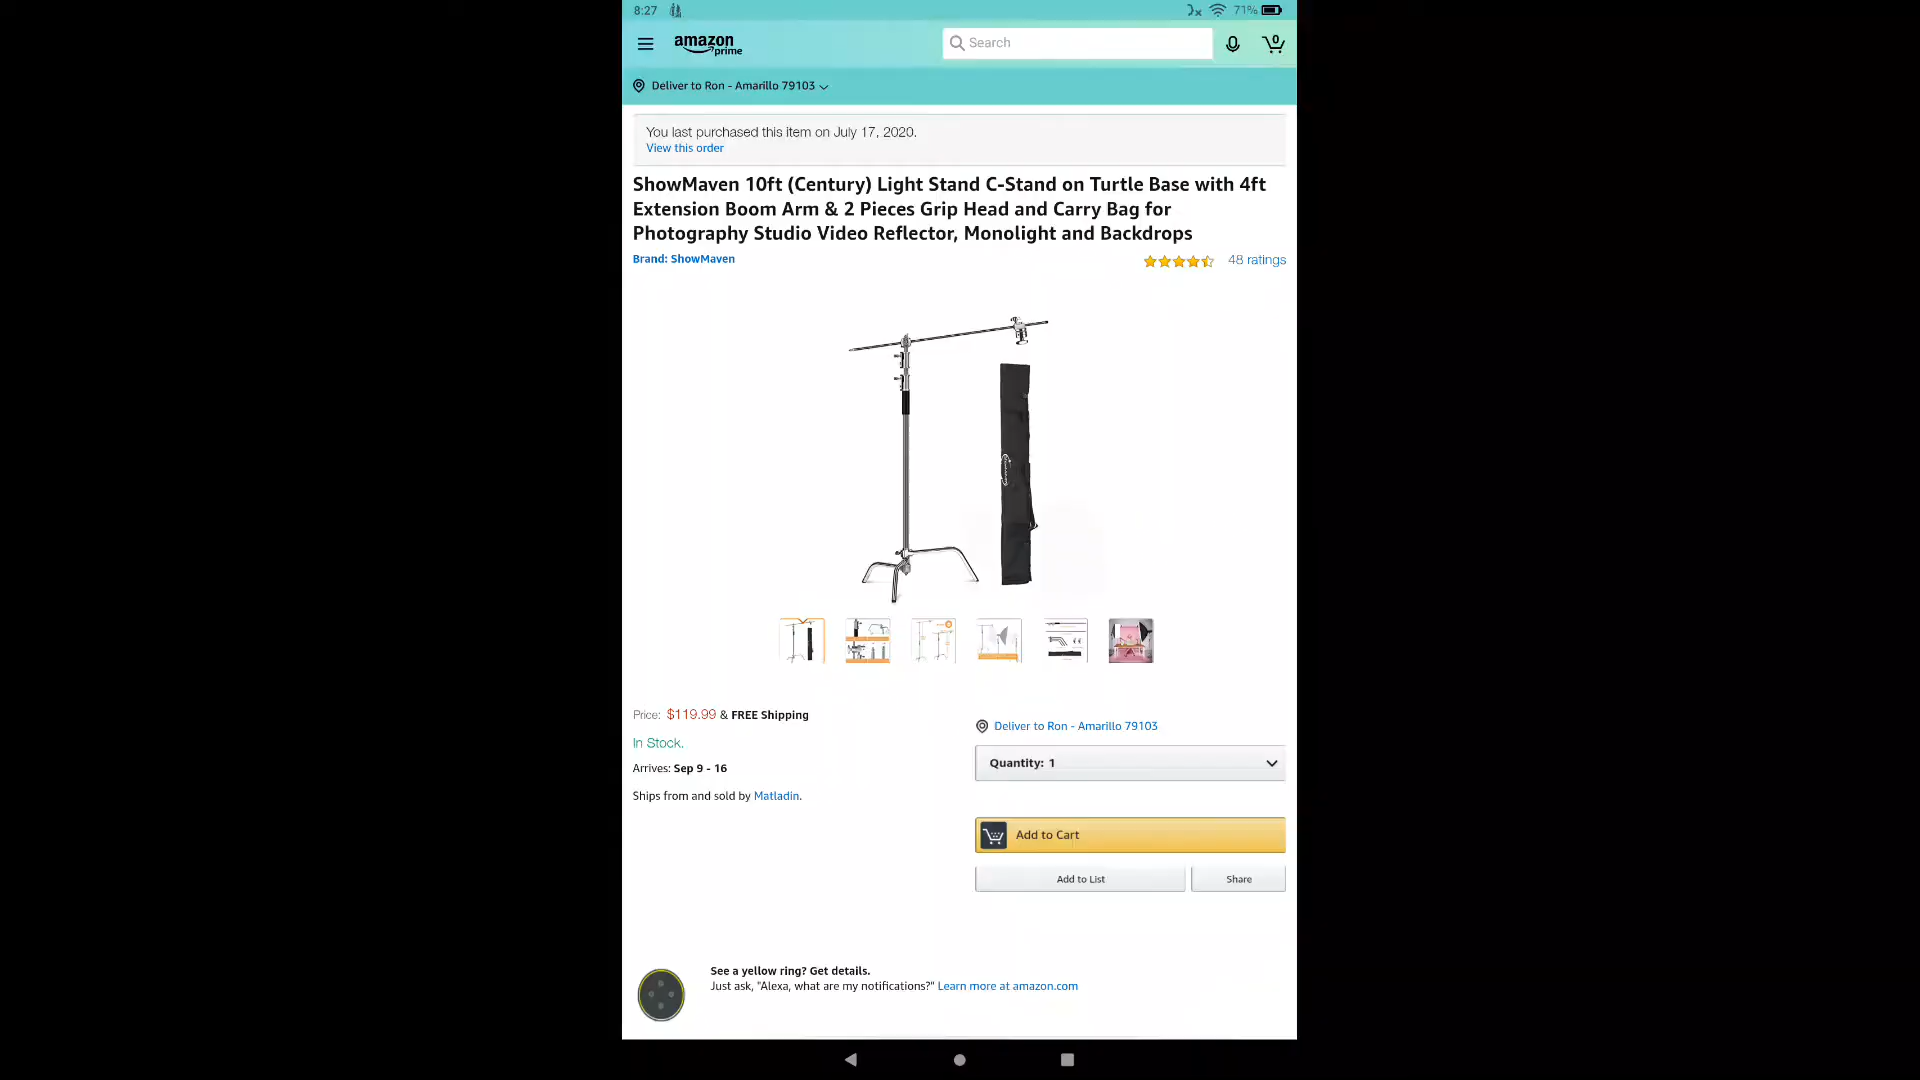 8:27
71%
amazon prime
Search
0
Deliver to Ron - Amarillo 79103
You last purchased this item on July 17, 2020.
View this order
ShowMaven 10ft (Century) Light Stand C-Stand on Turtle Base with 4ft
Extension Boom Arm & 2 Pieces Grip Head and Carry Bag for
Photography Studio Video Reflector, Monolight and Backdrops
Brand: ShowMaven
48 ratings
Price: $119.99 & FREE Shipping
In Stock.
Arrives: Sep 9 - 16
Ships from and sold by Matladin.
Deliver to Ron - Amarillo 79103
Quantity: 1
Add to Cart
Add to List
Share
See a yellow ring? Get details.
Just ask, "Alexa, what are my notifications?" Learn more at amazon.com